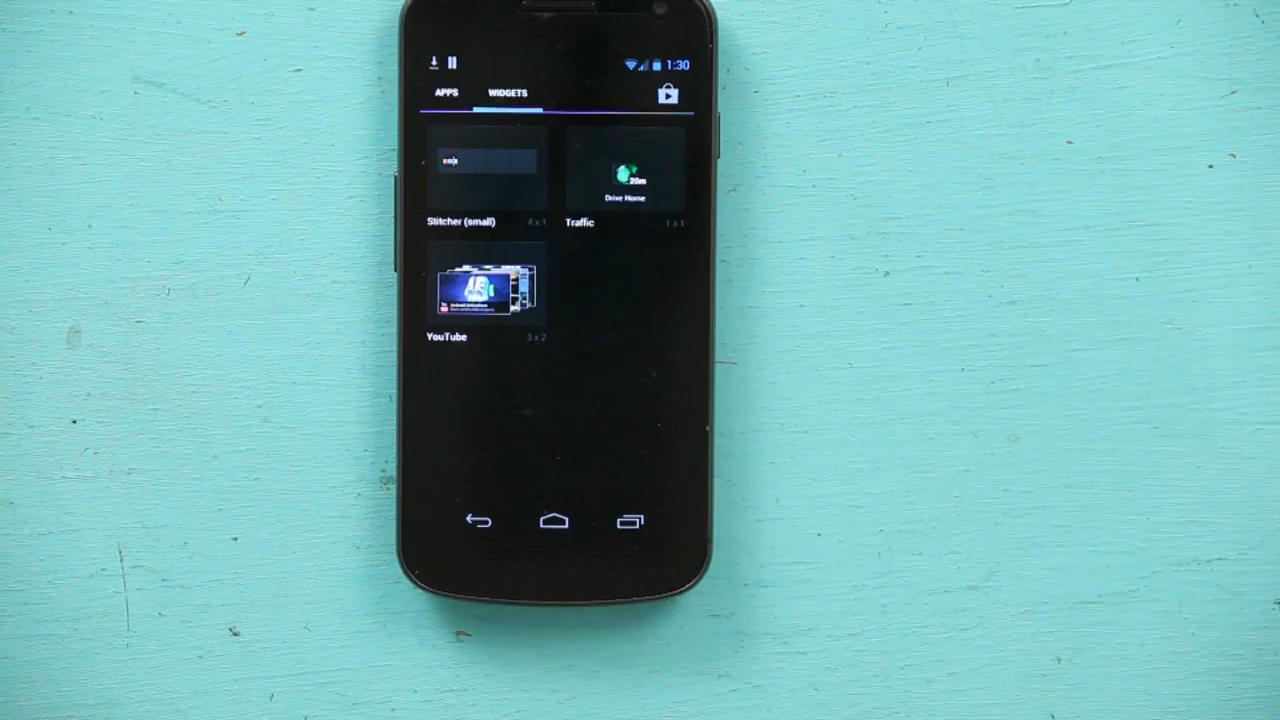 1:30
APPS WIDGETS
20m
Drive Home
Stitcher (small) 4 x 1
Traffic 1 x 1
YouTube 3 x 2